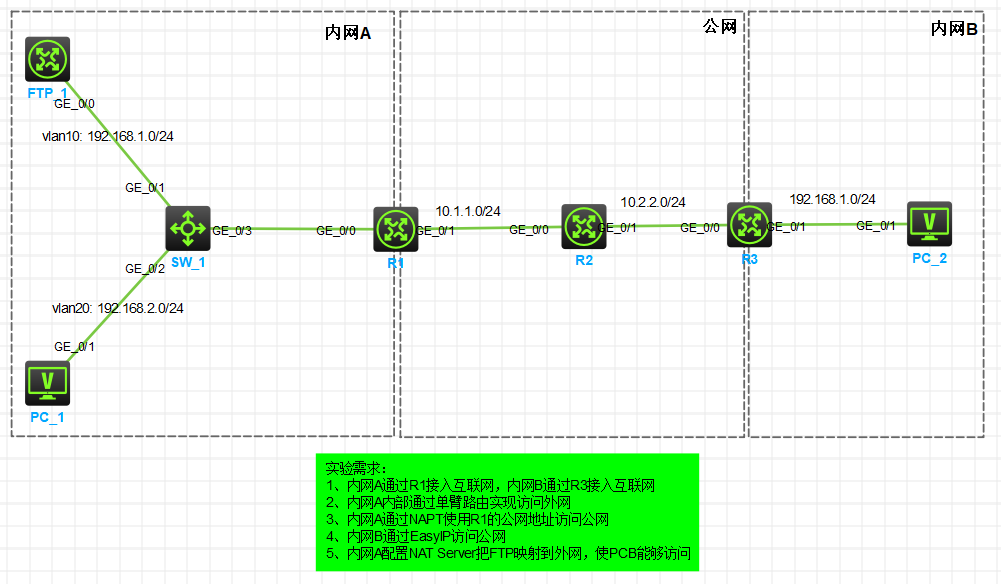 内网A
公网
内网B
FTP_1
GE_0/0
vlan10: 192.168.1.0/24
GE_0/1
SW_1
GE_0/3
GE_0/0
R1
GE_0/1
10.1.1.0/24
GE_0/0
R2
GE_0/1
10.2.2.0/24
GE_0/0
R3
GE_0/1
192.168.1.0/24
GE_0/1
PC_2
GE_0/2
vlan20: 192.168.2.0/24
GE_0/1
PC_1
实验需求：
1、内网A通过R1接入互联网，内网B通过R3接入互联网
2、内网A内部通过单臂路由实现访问外网
3、内网A通过NAPT使用R1的公网地址访问公网
4、内网B通过EasyIP访问公网
5、内网A配置NAT Server把FTP映射到外网，使PCB能够访问